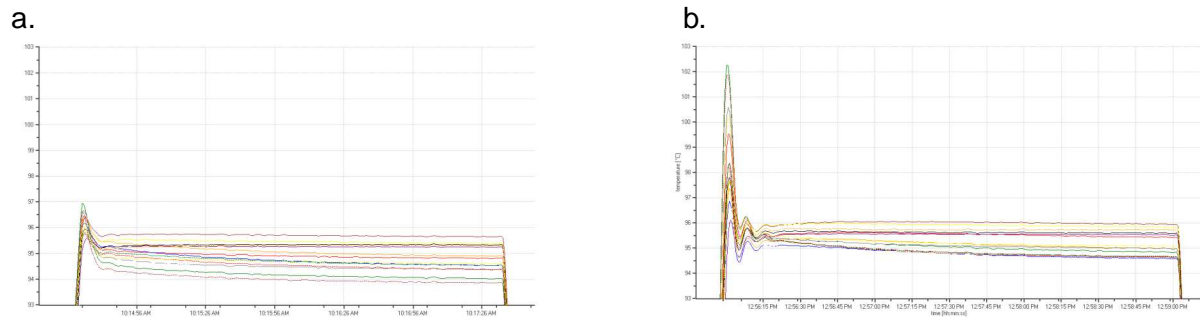 a.
b.
103
102
101
100
99
98
97
96
95
94
93
10:14:56 AM
10:15:26 AM
10:15:56 AM
10:16:26 AM
10:16:56 AM
10:17:26 AM
temperature [°C]
103
102
101
100
99
98
97
96
95
94
93
12:56:15 PM
12:56:30 PM
12:56:45 PM
12:57:00 PM
12:57:15 PM
12:57:30 PM
12:57:45 PM
12:58:00 PM
12:58:15 PM
12:58:30 PM
12:58:45 PM
12:59:00 PM
time [hh:mm:ss]